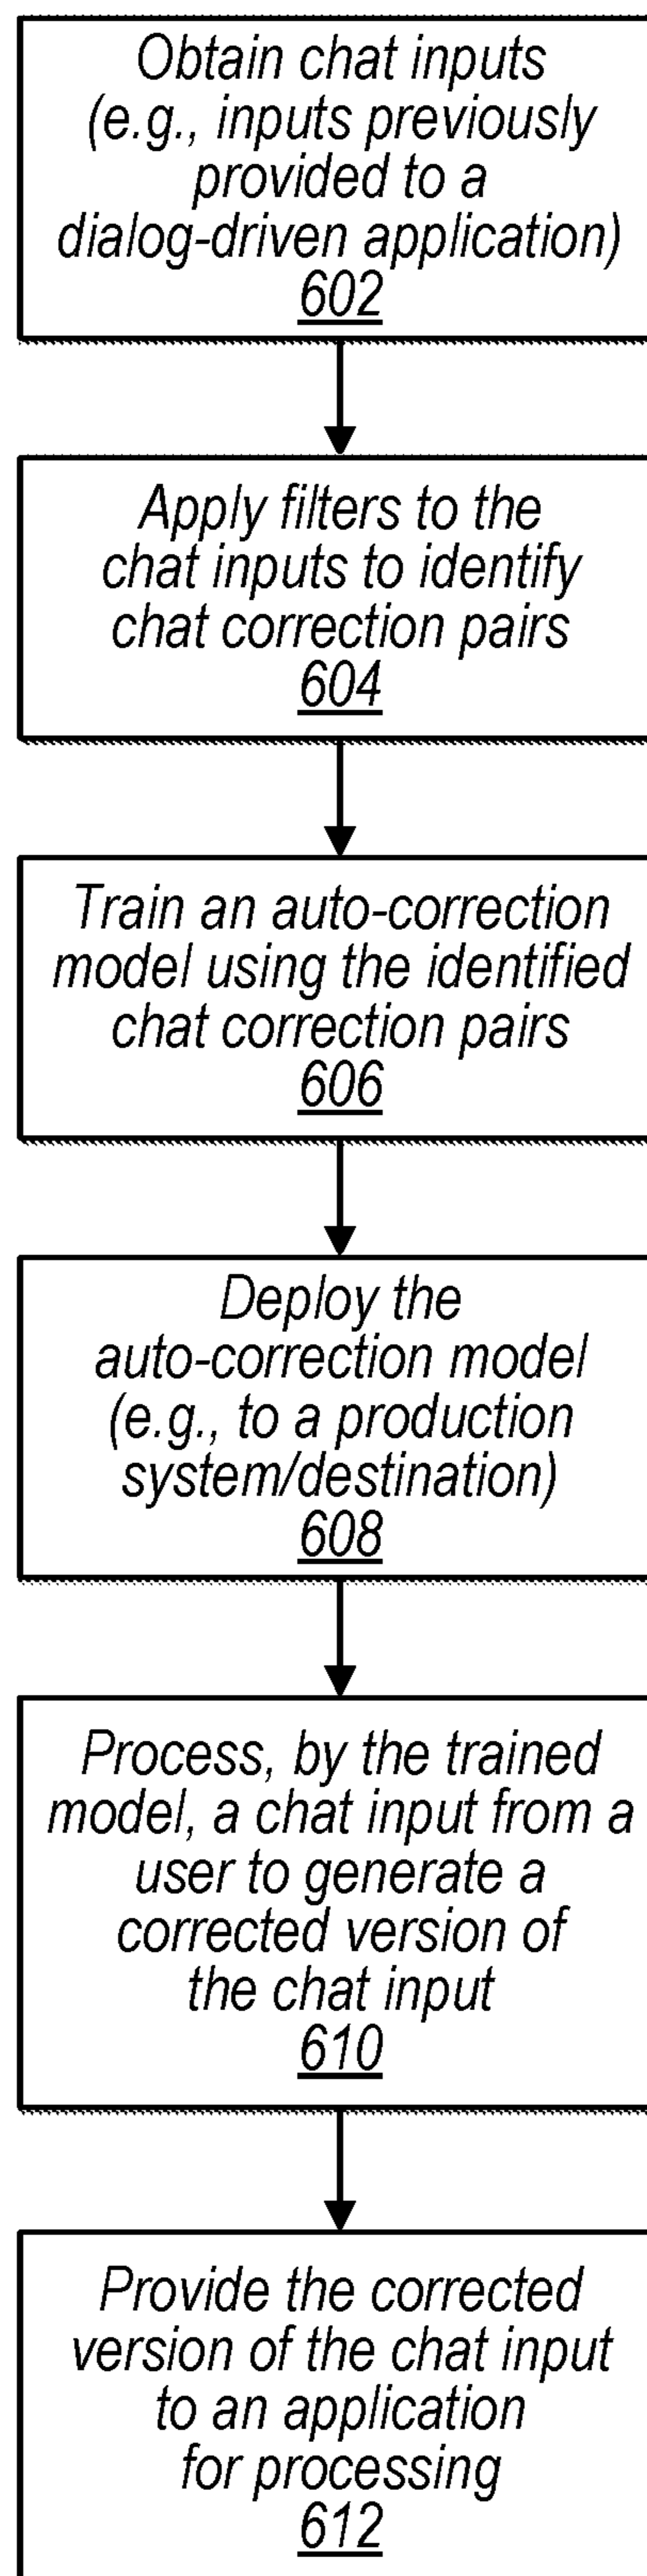 Obtain chat inputs
(e.g., inputs previously
provided to a
dialog-driven application)
602
Apply filters to the
chat inputs to identify
chat correction pairs
604
Train an auto-correction
model using the identified
chat correction pairs
606
Deploy the
auto-correction model
(e.g., to a production
system/destination)
608
Process, by the trained
model, a chat input from a
user to generate a
corrected version of
the chat input
610
Provide the corrected
version of the chat input
to an application
for processing
612